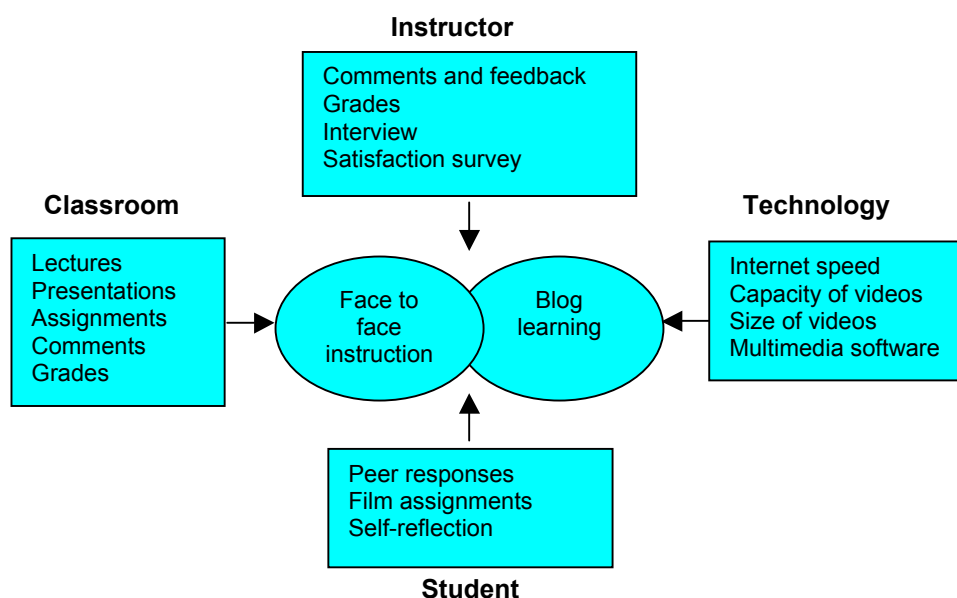 Instructor
Comments and feedback
Grades
Interview
Satisfaction survey
Classroom
Lectures
Presentations
Assignments
Comments
Grades
Face to
face
instruction
Blog
learning
Technology
Internet speed
Capacity of videos
Size of videos
Multimedia software
Peer responses
Film assignments
Self-reflection
Student